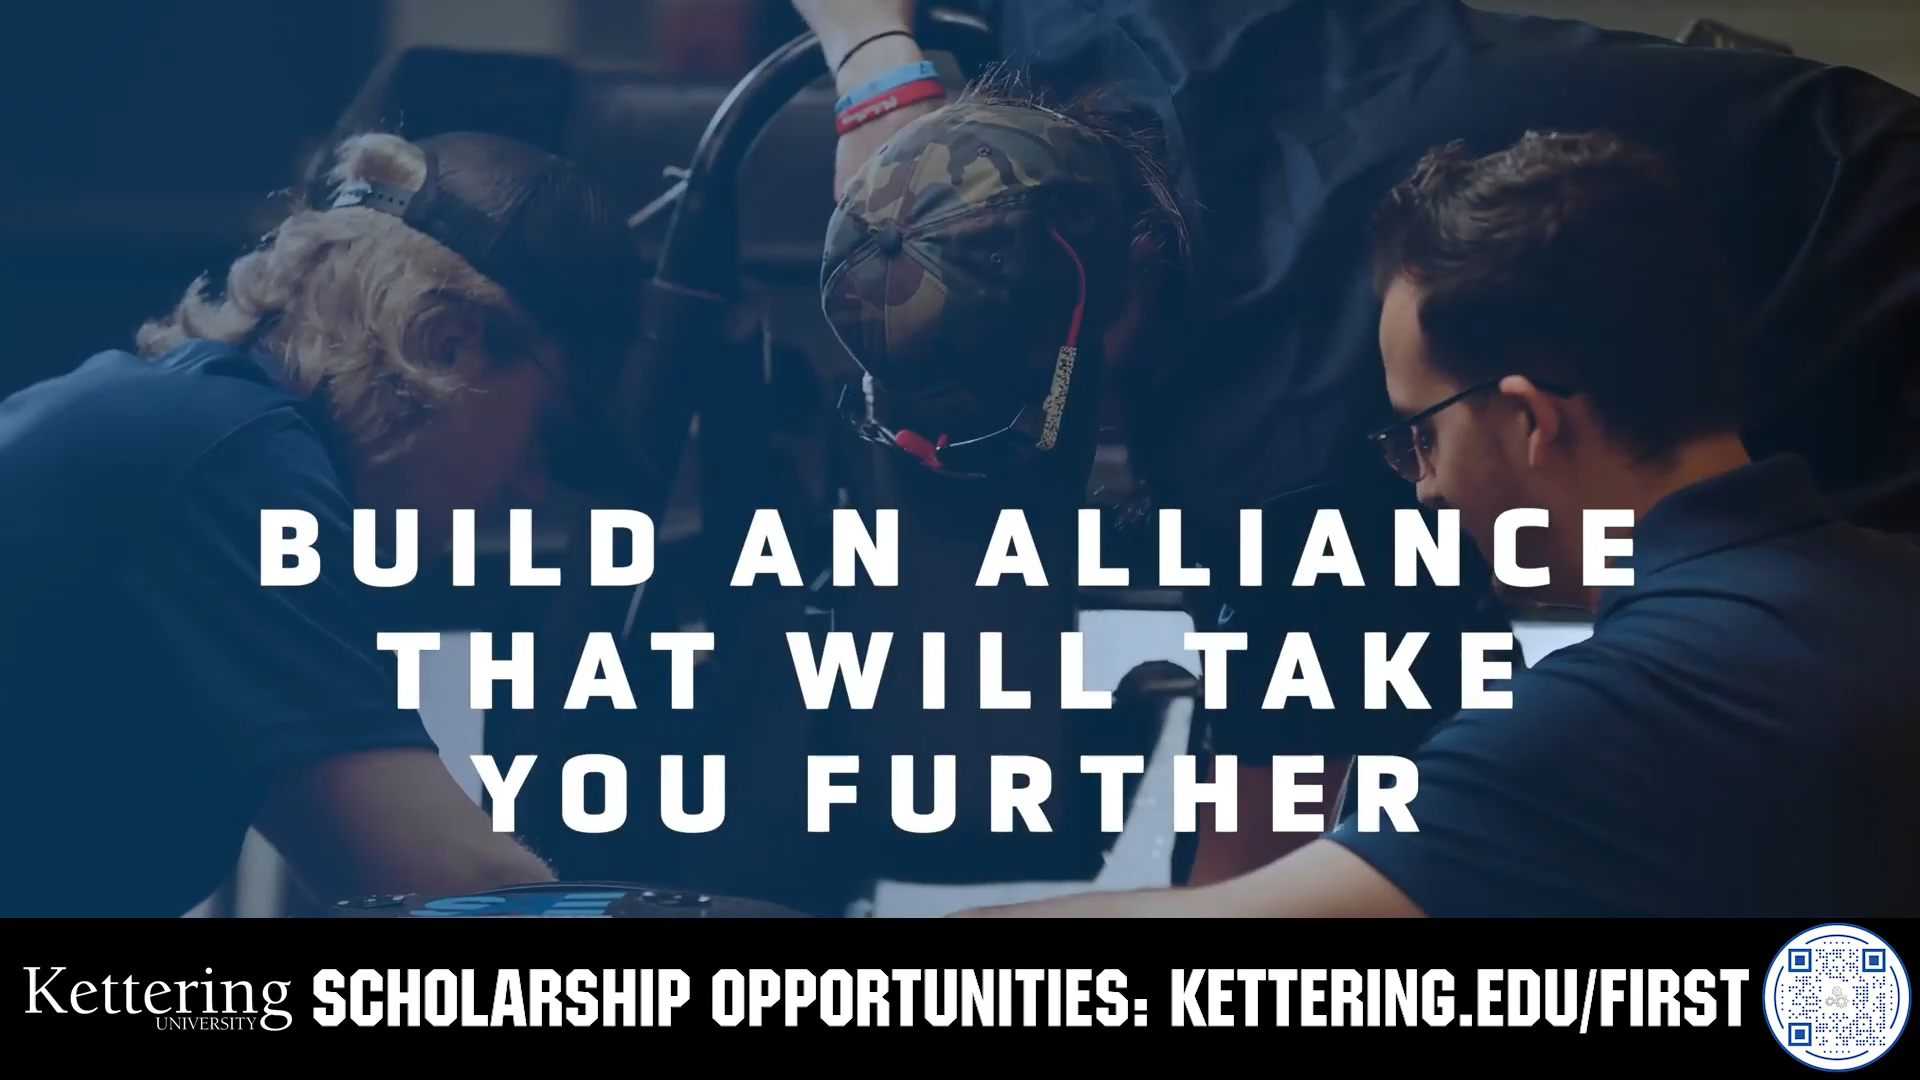 BUILD AN ALLIANCE
THAT WILL TAKE
YOU FURTHER
Kettering
UNIVERSITY
SCHOLARSHIP OPPORTUNITIES: KETTERING.EDU/FIRST